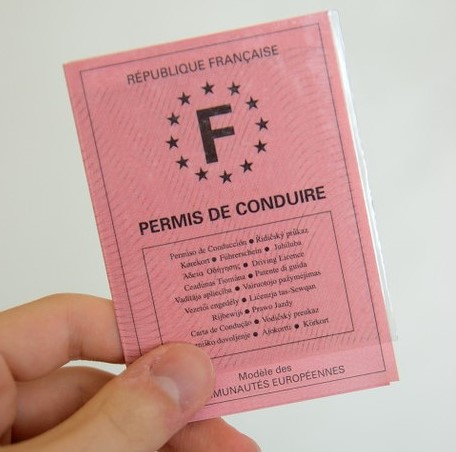 RÉPUBLIQUE FRANÇAISE
F
PERMIS DE CONDUIRE
Permiso de Conducción ● Řidičský průkaz
Kørekort ● Führerschein ● Juhiluba
Άδεια Οδήγησης ● Driving Licence
Ceadúnas Tiomána ● Patente di guida
Vadītāja apliecība ● Vairuotojo pažymėjimas
Vezetői engedély ● Liċenzja tas-Sewqan
Rijbewijs ● Prawo Jazdy
Carta de Condução ● Vodičský preukaz
dovoljenje ● Ajokortti ● Körkort
Modèle des
EUROPÉENNES